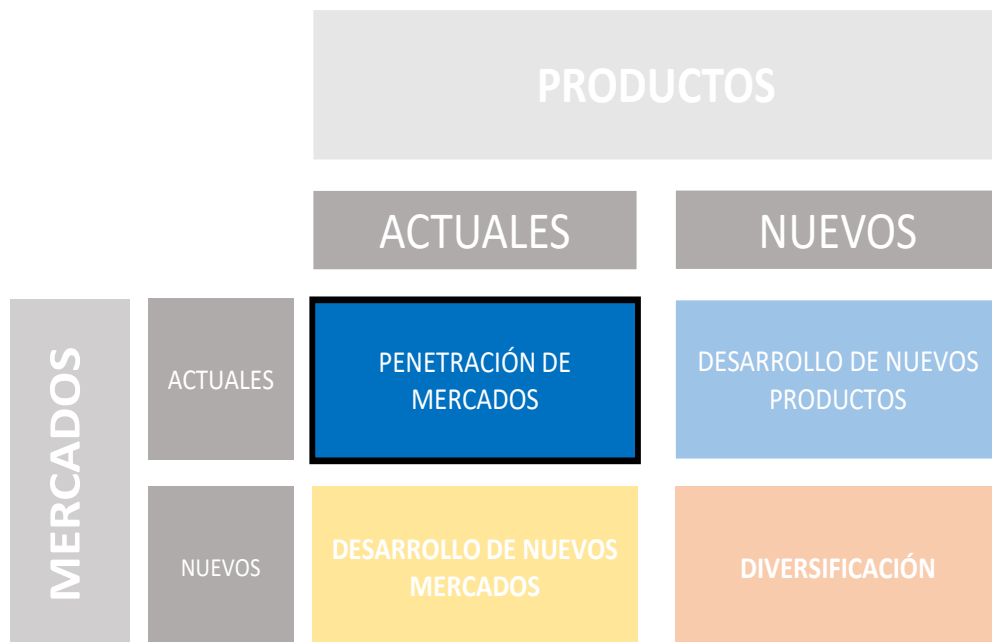 PRODUCTOS
ACTUALES
NUEVOS
MERCADOS
ACTUALES
PENETRACIÓN DE
MERCADOS
DESARROLLO DE NUEVOS
PRODUCTOS
NUEVOS
DESARROLLO DE NUEVOS
MERCADOS
DIVERSIFICACIÓN